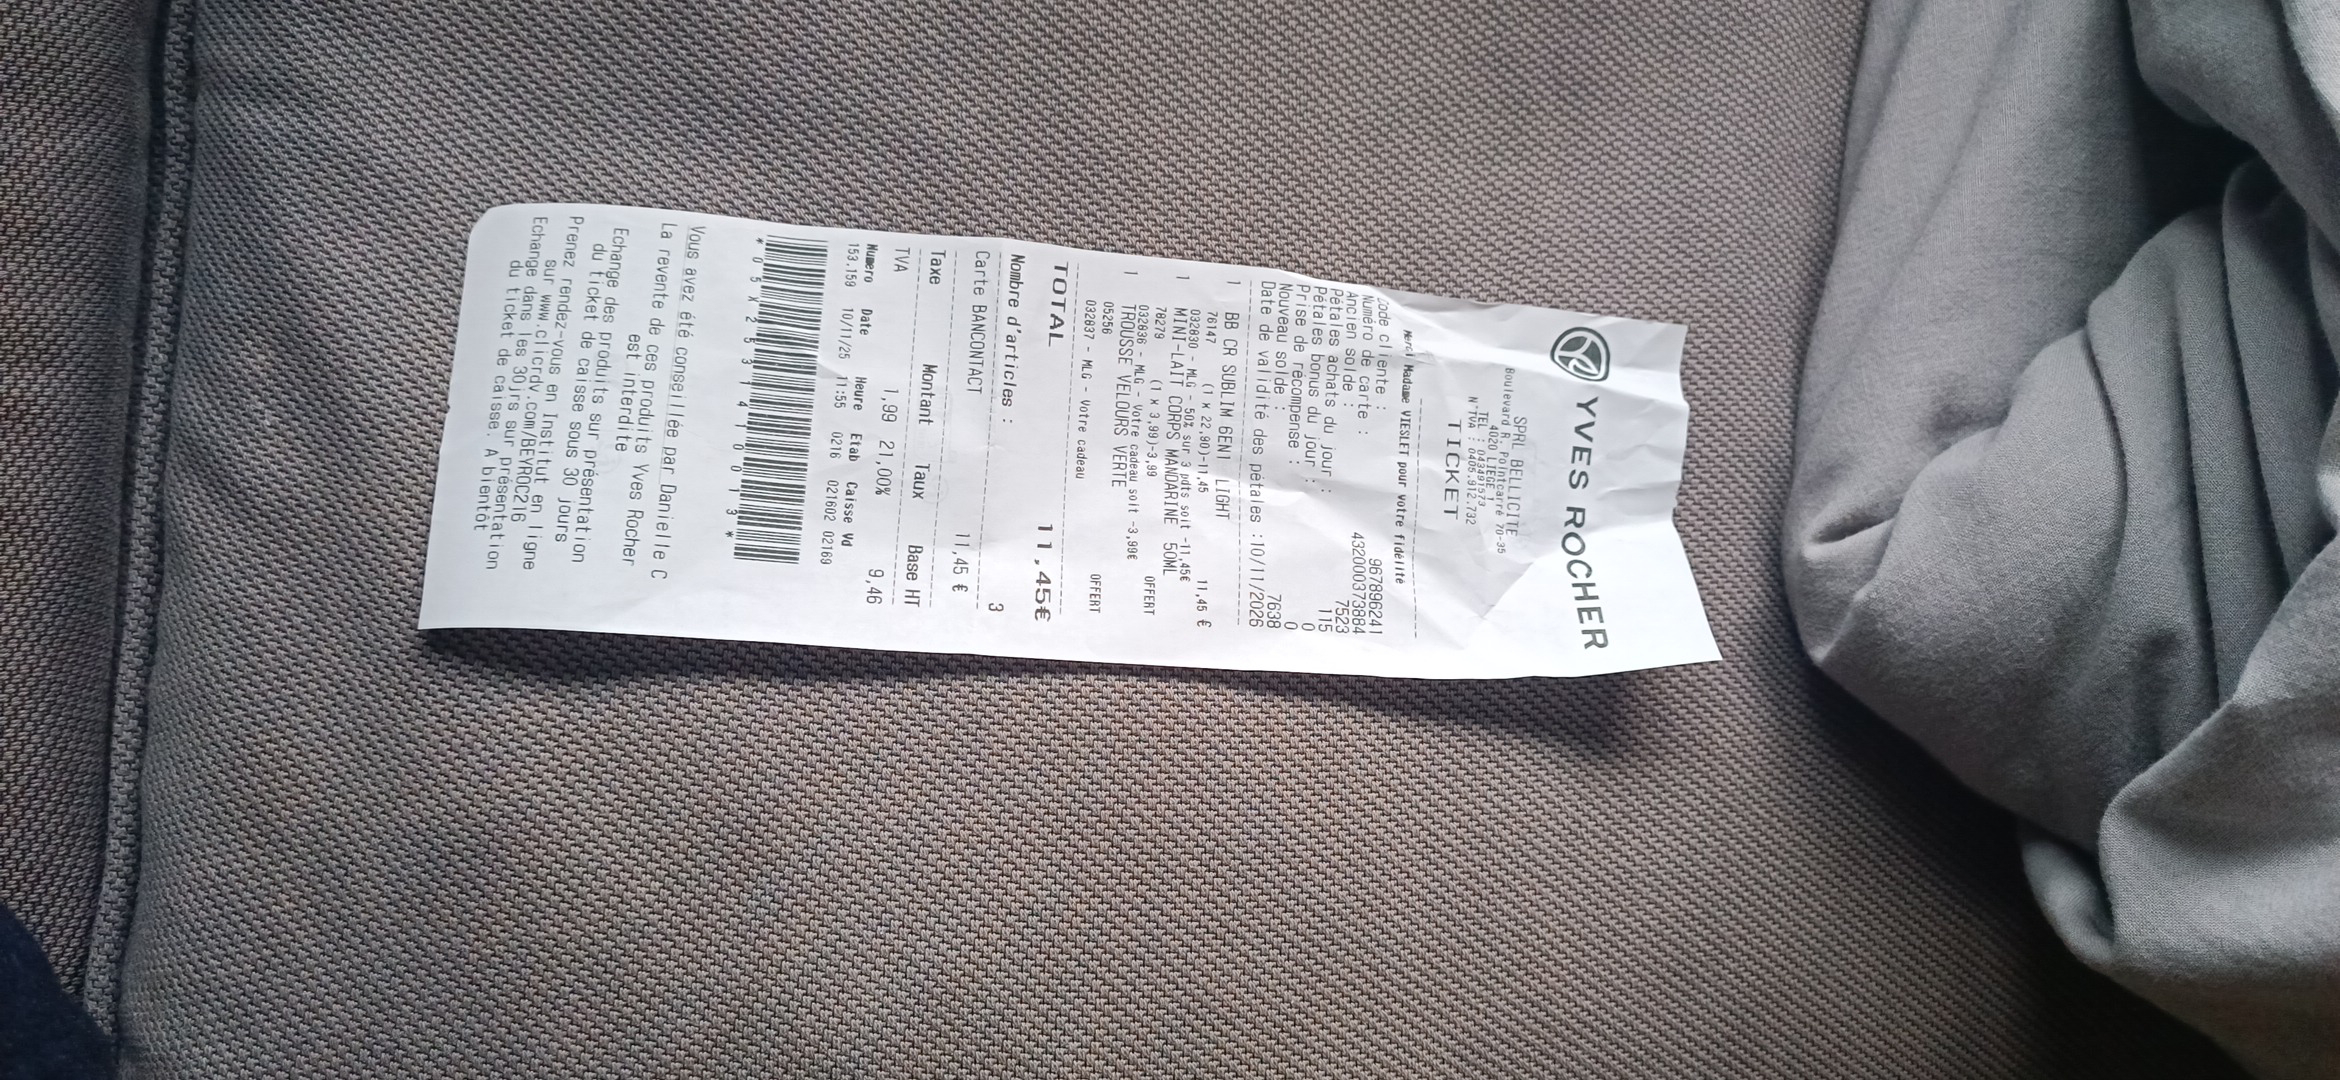 YVES ROCHER
SPRL BELLICITE
Boulevard R. Pointcarré 70-35
4020 LIEGE 1
TEL : 043491573
N°TVA : 0405.912.732
TICKET
Merci Madame VIESLET pour votre fidélité
Code cliente : 967896241
Numéro de carte : 4320003738​84
Ancien solde : 7523
Pétales achats du jour : 115
Pétales bonus du jour : 0
Prise de récompense : 0
Nouveau solde : 7638
Date de validité des pétales :10/11/2026
1 BB CR SUBLIM 6EN1 LIGHT 11,45 €
76147 (1 x 22,90)-11,45
032830 - MLG - 50% sur 3 pdts soit -11,45€
1 MINI-LAIT CORPS MANDARINE 50ML OFFERT
78279 (1 x 3,99)-3,99
032836 - MLG - Votre cadeau soit -3,99€
1 TROUSSE VELOURS VERTE OFFERT
05256
032837 - MLG - Votre cadeau
TOTAL 11,45€
Nombre d'articles : 3
Carte BANCONTACT 11,45 €
Taxe Montant Taux Base HT
TVA 1,99 21,00% 9,46
Numero Date Heure Etab Caisse Vd
153.159 10/11/25 11:55 0216 021602 02169
*05X2531410013*
Vous avez été conseillée par Danielle C
La revente de ces produits Yves Rocher
est interdite
Echange des produits sur présentation
du ticket de caisse sous 30 jours
Prenez rendez-vous en Institut en ligne
sur www.clicrdv.com/BEYROC216
Echange dans les 30jrs sur présentation
du ticket de caisse. A bientôt